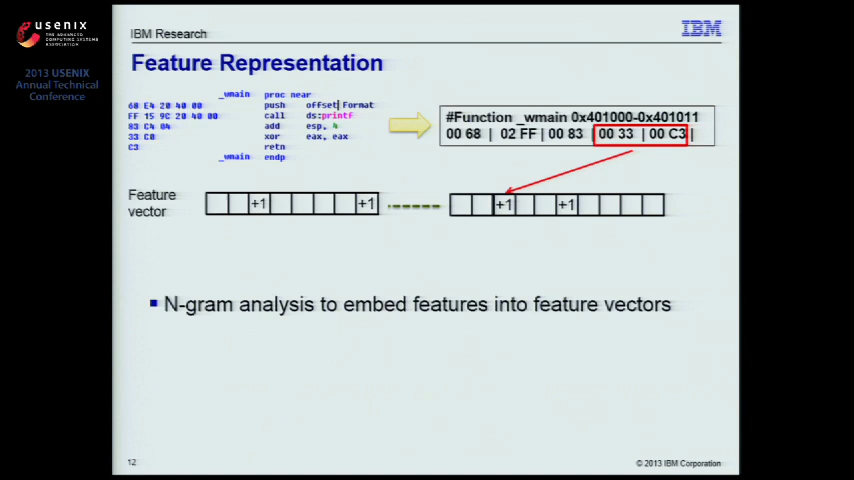 USENIX
THE ADVANCED
COMPUTING SYSTEMS
ASSOCIATION
2013 USENIX
Annual Technical
Conference
IBM Research
IBM
Feature Representation
_wmain proc near
68 E4 20 40 00 push offset Format
FF 15 9C 20 40 00 call ds:printf
83 C4 04 add esp, 4
33 C0 xor eax, eax
C3 retn
_wmain endp
#Function _wmain 0x401000-0x401011
00 68 | 02 FF | 00 83 | 00 33 | 00 C3 |
Feature
vector
+1 +1 +1 +1
▪ N-gram analysis to embed features into feature vectors
12
© 2013 IBM Corporation